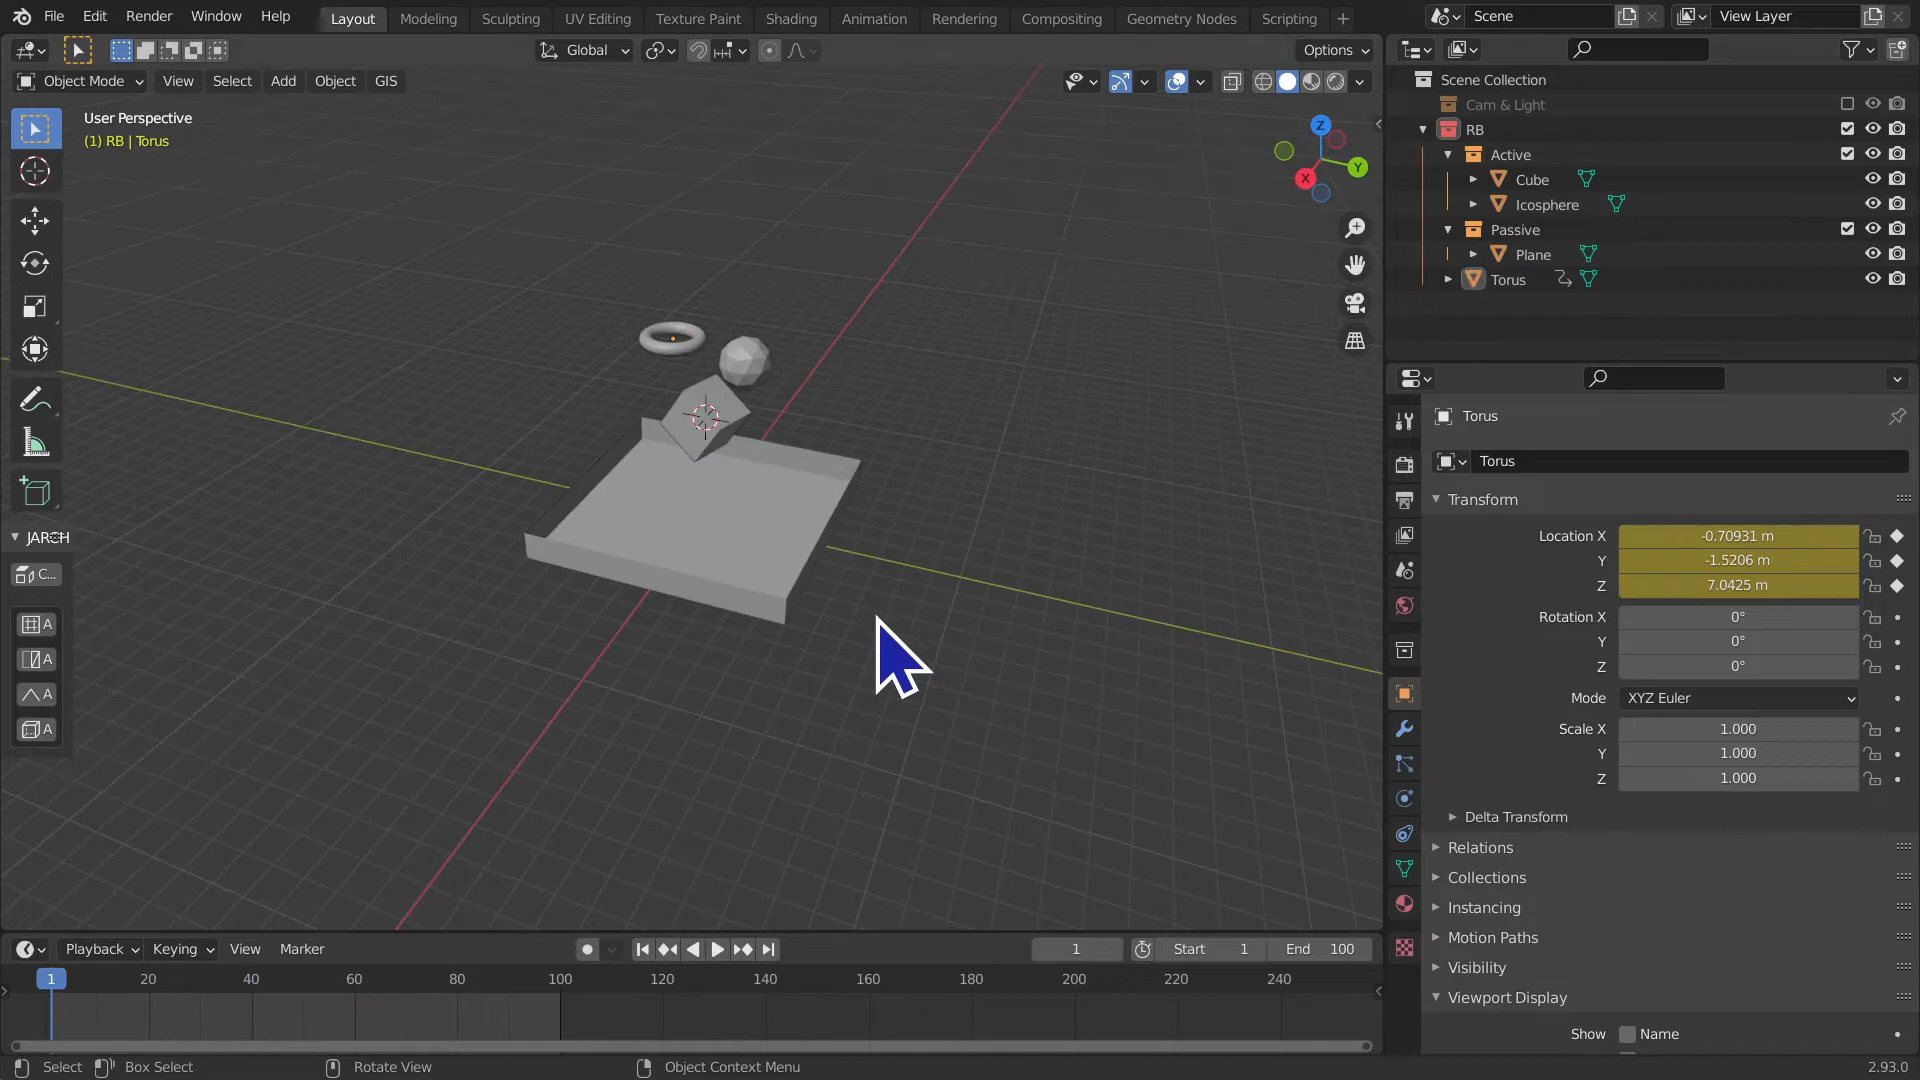 File Edit Render Window Help Layout Modeling Sculpting UV Editing Texture Paint Shading Animation Rendering Compositing Geometry Nodes Scripting + Scene View Layer
Global Options
Object Mode View Select Add Object GIS
User Perspective
(1) RB | Torus
Z
Y
X
JARCH
C...
A
A
A
A
Scene Collection
Cam & Light
RB
Active
Cube
Icosphere
Passive
Plane
Torus
Torus
Torus
Transform
Location X -0.70931 m
Y -1.5206 m
Z 7.0425 m
Rotation X 0°
Y 0°
Z 0°
Mode XYZ Euler
Scale X 1.000
Y 1.000
Z 1.000
Delta Transform
Relations
Collections
Instancing
Motion Paths
Visibility
Viewport Display
Show Name
Playback Keying View Marker 1 Start 1 End 100
1 20 40 60 80 100 120 140 160 180 200 220 240
Select Box Select Rotate View Object Context Menu 2.93.0